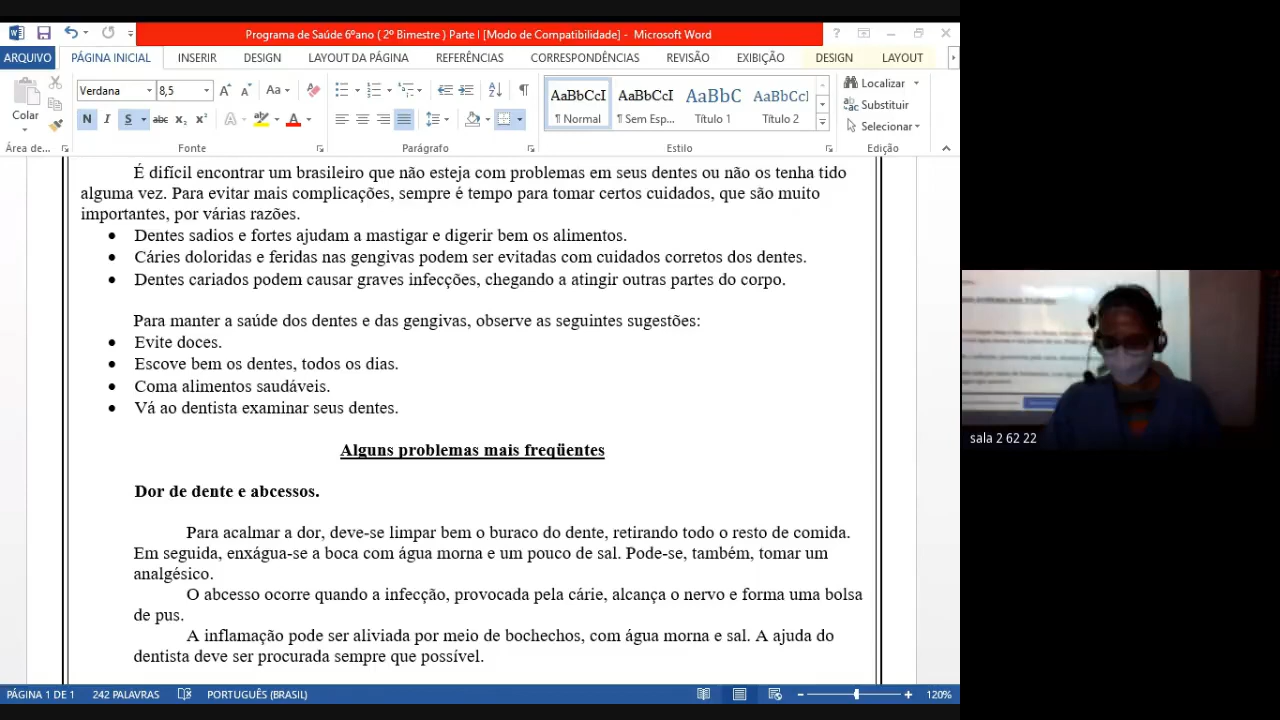 Programa de Saúde 6ºano ( 2º Bimestre ) Parte I [Modo de Compatibilidade] - Microsoft Word
ARQUIVO PÁGINA INICIAL INSERIR DESIGN LAYOUT DA PÁGINA REFERÊNCIAS CORRESPONDÊNCIAS REVISÃO EXIBIÇÃO DESIGN LAYOUT
Verdana 8,5
Colar
Localizar
Substituir
Selecionar
N I S abc x₂ x² A A Aa
AaBbCcI AaBbCcI AaBbC AaBbCcI
¶ Normal ¶ Sem Esp... Título 1 Título 2
Área de... Fonte Parágrafo Estilo Edição
É difícil encontrar um brasileiro que não esteja com problemas em seus dentes ou não os tenha tido
alguma vez. Para evitar mais complicações, sempre é tempo para tomar certos cuidados, que são muito
importantes, por várias razões.
• Dentes sadios e fortes ajudam a mastigar e digerir bem os alimentos.
• Cáries doloridas e feridas nas gengivas podem ser evitadas com cuidados corretos dos dentes.
• Dentes cariados podem causar graves infecções, chegando a atingir outras partes do corpo.
Para manter a saúde dos dentes e das gengivas, observe as seguintes sugestões:
• Evite doces.
• Escove bem os dentes, todos os dias.
• Coma alimentos saudáveis.
• Vá ao dentista examinar seus dentes.
Alguns problemas mais freqüentes
Dor de dente e abcessos.
Para acalmar a dor, deve-se limpar bem o buraco do dente, retirando todo o resto de comida.
Em seguida, enxágua-se a boca com água morna e um pouco de sal. Pode-se, também, tomar um
analgésico.
O abcesso ocorre quando a infecção, provocada pela cárie, alcança o nervo e forma uma bolsa
de pus.
A inflamação pode ser aliviada por meio de bochechos, com água morna e sal. A ajuda do
dentista deve ser procurada sempre que possível.
PÁGINA 1 DE 1 242 PALAVRAS PORTUGUÊS (BRASIL) 120%
sala 2 62 22